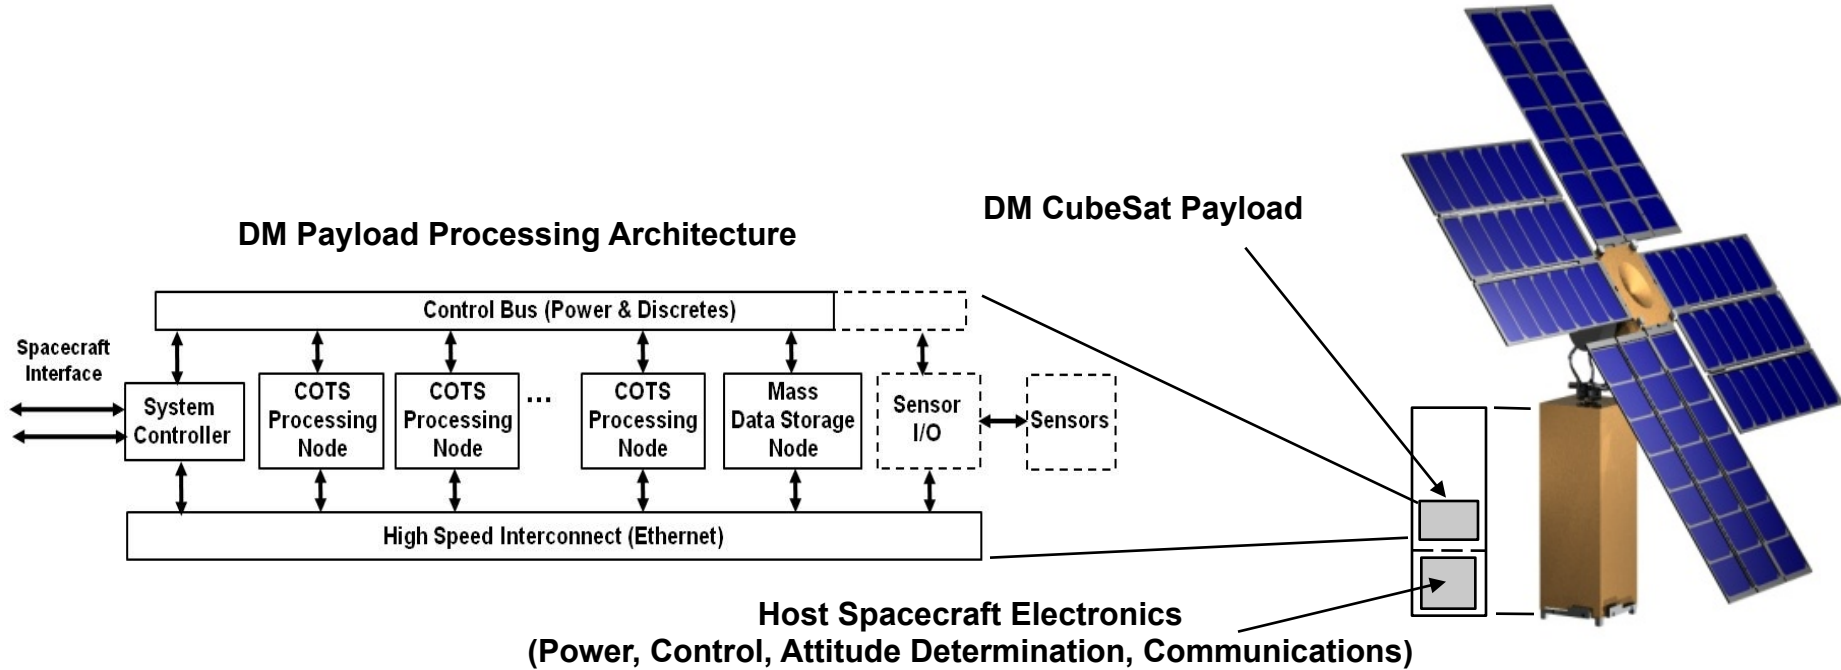 DM CubeSat Payload
DM Payload Processing Architecture
Control Bus (Power & Discretes)
Spacecraft
Interface
System
Controller
COTS
Processing
Node
COTS
Processing
Node
...
COTS
Processing
Node
Mass
Data Storage
Node
Sensor
I/O
Sensors
High Speed Interconnect (Ethernet)
Host Spacecraft Electronics
(Power, Control, Attitude Determination, Communications)